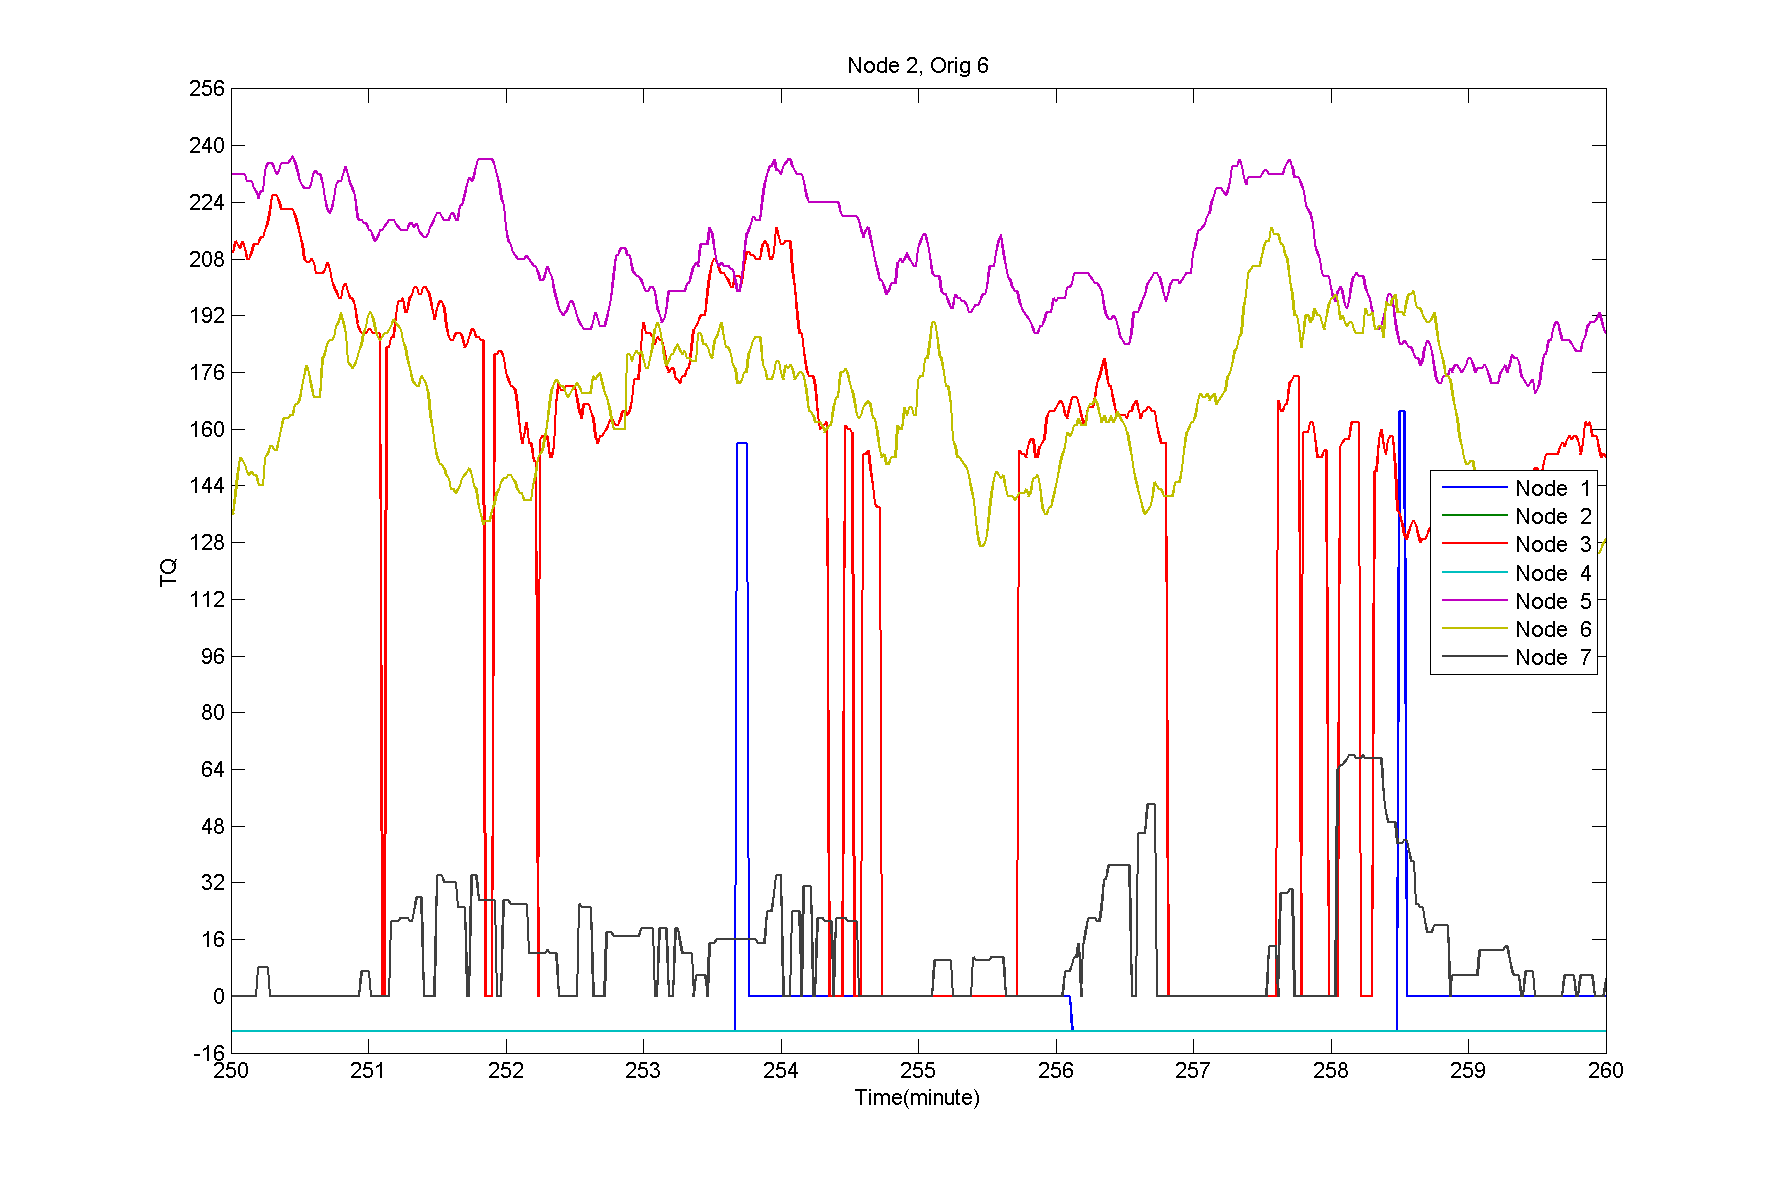 Node 2, Orig 6
256
240
224
208
192
176
160
144
128
112
96
80
64
48
32
16
0
-16
TQ
Node 1
Node 2
Node 3
Node 4
Node 5
Node 6
Node 7
250 251 252 253 254 255 256 257 258 259 260
Time(minute)